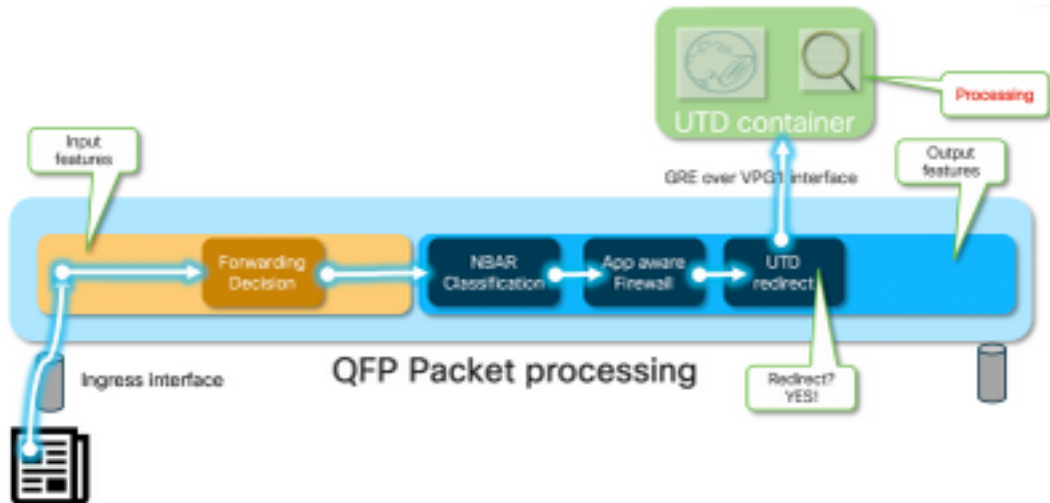 UTD container
Processing
Input
features
GRE over VPG1 interface
Output
features
Forwarding
Decision
NBAR
Classification
App aware
Firewall
UTD
redirect
Ingress interface
QFP Packet processing
Redirect?
YES!